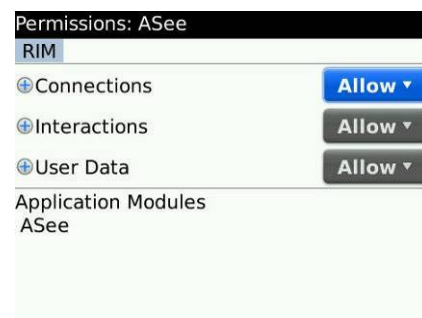 Permissions: ASee
RIM
Connections Allow
Interactions Allow
User Data Allow
Application Modules
ASee